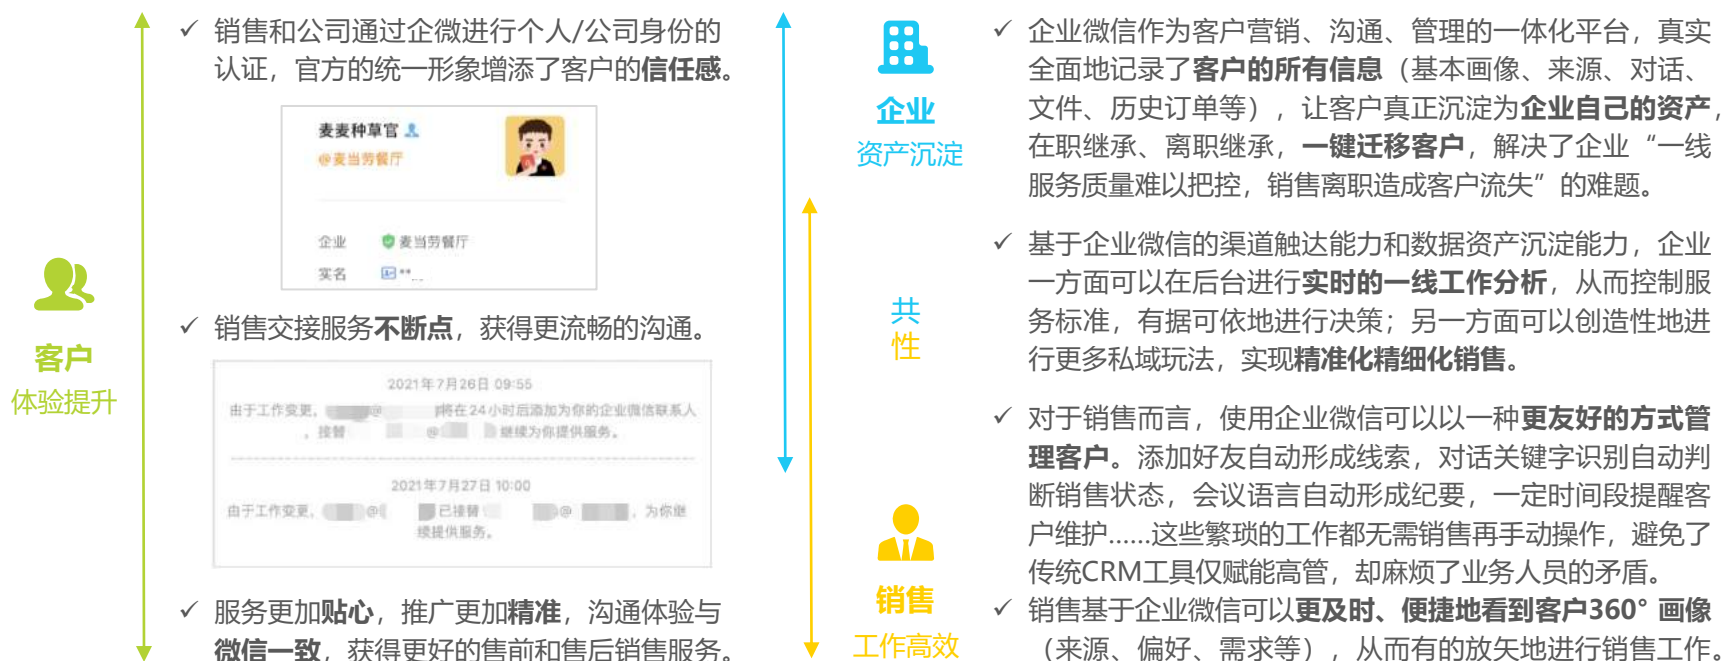 客户
体验提升
✓ 销售和公司通过企微进行个人/公司身份的
认证，官方的统一形象增添了客户的信任感。
麦麦种草官
@麦当劳餐厅
企业 麦当劳餐厅
实名 **
✓ 销售交接服务不断点，获得更流畅的沟通。
2021年7月26日 09:55
由于工作变更，@将在24小时后添加为你的企业微信联系人
，接替 @ 继续为你提供服务。
2021年7月27日 10:00
由于工作变更，@ 已接替 @ ，为你继
续提供服务。
✓ 服务更加贴心，推广更加精准，沟通体验与
微信一致，获得更好的售前和售后销售服务。
企业
资产沉淀
共
性
销售
工作高效
✓ 企业微信作为客户营销、沟通、管理的一体化平台，真实
全面地记录了客户的所有信息（基本画像、来源、对话、
文件、历史订单等），让客户真正沉淀为企业自己的资产，
在职继承、离职继承，一键迁移客户，解决了企业“一线
服务质量难以把控，销售离职造成客户流失”的难题。
✓ 基于企业微信的渠道触达能力和数据资产沉淀能力，企业
一方面可以在后台进行实时的一线工作分析，从而控制服
务标准，有据可依地进行决策；另一方面可以创造性地进
行更多私域玩法，实现精准化精细化销售。
✓ 对于销售而言，使用企业微信可以以一种更友好的方式管
理客户。添加好友自动形成线索，对话关键字识别自动判
断销售状态，会议语言自动形成纪要，一定时间段提醒客
户维护......这些繁琐的工作都无需销售再手动操作，避免了
传统CRM工具仅赋能高管，却麻烦了业务人员的矛盾。
✓ 销售基于企业微信可以更及时、便捷地看到客户360°画像
（来源、偏好、需求等），从而有的放矢地进行销售工作。